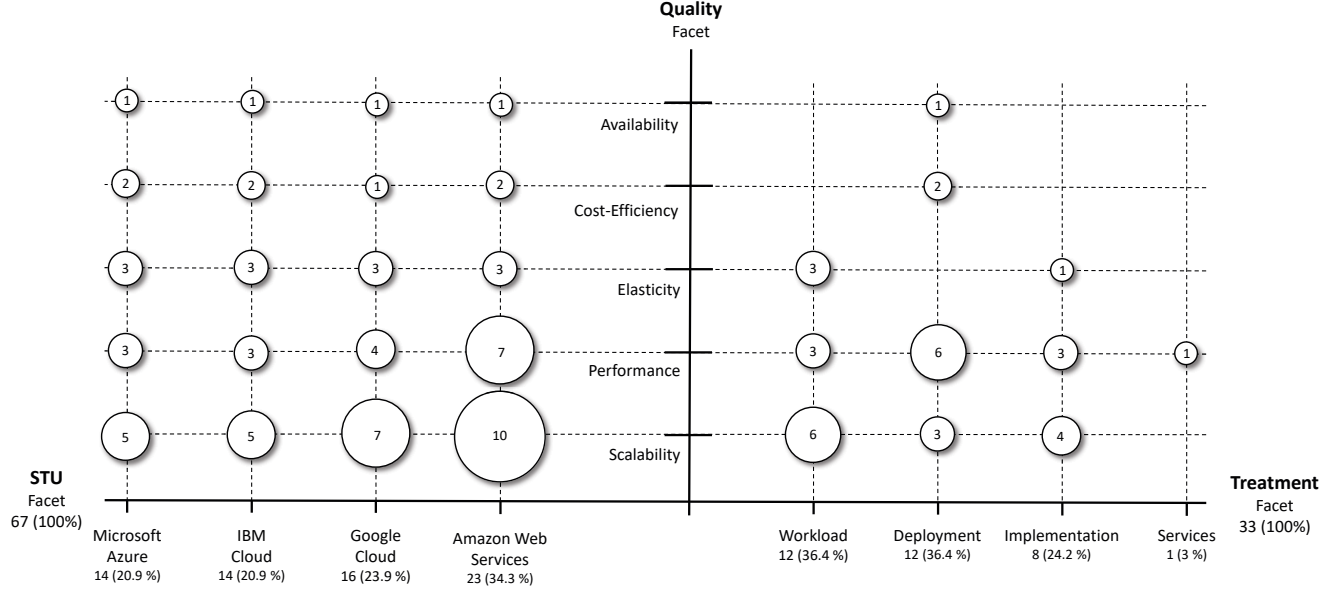 Quality
Facet
1 1 1 1 1
Availability
2 2 1 2 2
Cost-Efficiency
3 3 3 3 3 1
Elasticity
3 3 4 7 3 6 3 1
Performance
5 5 7 10 6 3 4
Scalability
STU
Facet
67 (100%)
Treatment
Facet
33 (100%)
Microsoft
Azure
14 (20.9 %)
IBM
Cloud
14 (20.9 %)
Google
Cloud
16 (23.9 %)
Amazon Web
Services
23 (34.3 %)
Workload
12 (36.4 %)
Deployment
12 (36.4 %)
Implementation
8 (24.2 %)
Services
1 (3 %)